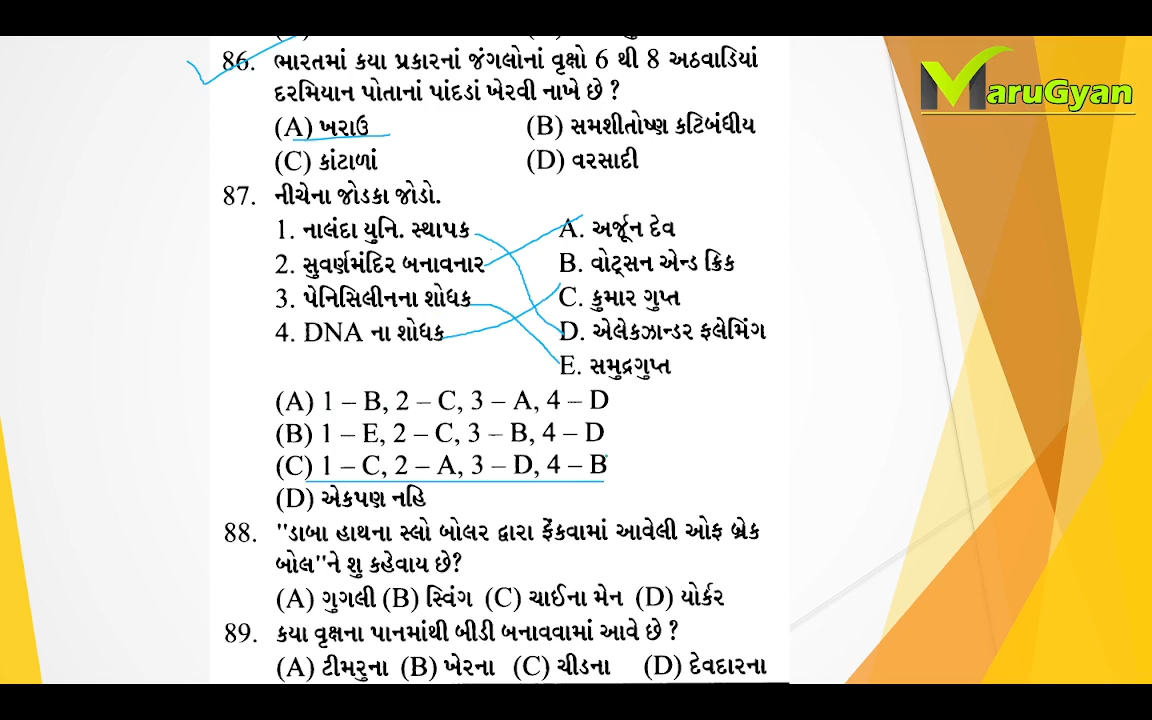 86. ભારતમાં કયા પ્રકારનાં જંગલોનાં વૃક્ષો 6 થી 8 અઠવાડિયાં
દરમિયાન પોતાનાં પાંદડાં ખેરવી નાખે છે ?
(A) ખરાઉ (B) સમશીતોષ્ણ કટિબંધીય
(C) કાંટાળાં (D) વરસાદી
87. નીચેના જોડકા જોડો.
1. નાલંદા યુનિ. સ્થાપક A. અર્જૂન દેવ
2. સુવર્ણમંદિર બનાવનાર B. વોટ્સન એન્ડ ક્રિક
3. પેનિસિલીનના શોધક C. કુમાર ગુપ્ત
4. DNA ના શોધક D. એલેકઝાન્ડર ફલેમિંગ
E. સમુદ્રગુપ્ત
(A) 1 – B, 2 – C, 3 – A, 4 – D
(B) 1 – E, 2 – C, 3 – B, 4 – D
(C) 1 – C, 2 – A, 3 – D, 4 – B
(D) એકપણ નહિ
88. "ડાબા હાથના સ્લો બોલર દ્વારા ફેંકવામાં આવેલી ઓફ બ્રેક
બોલ"ને શુ કહેવાય છે?
(A) ગુગલી (B) સ્વિંગ (C) ચાઈના મેન (D) યોર્કર
89. કયા વૃક્ષના પાનમાંથી બીડી બનાવવામાં આવે છે ?
(A) ટીમરુના (B) ખેરના (C) ચીડના (D) દેવદારના
MaruGyan